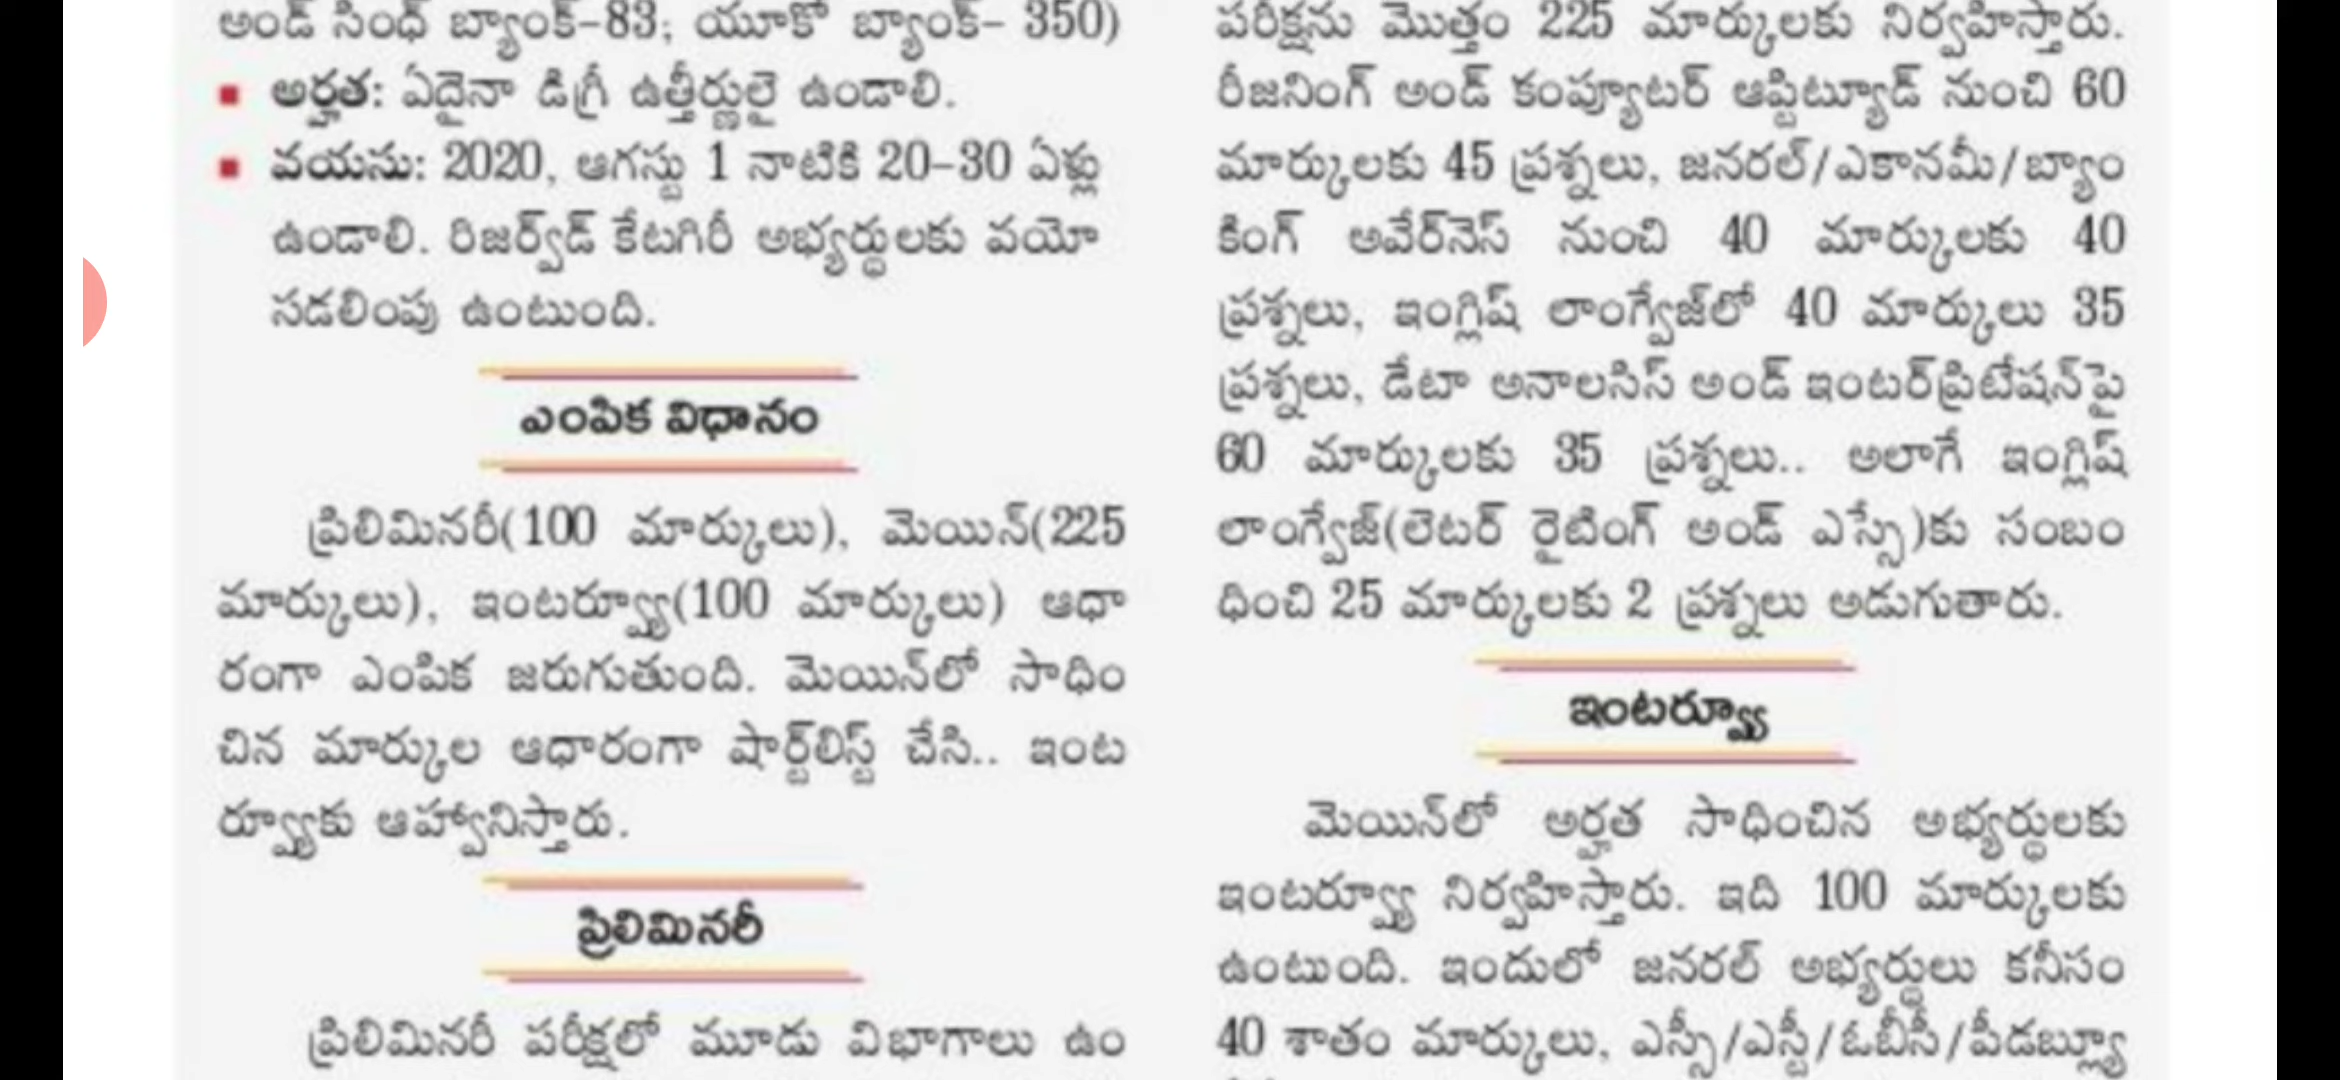 అండ్ సింధ్ బ్యాంక్-83; యూకో బ్యాంక్- 350)
■ అర్హత: ఏదైనా డిగ్రీ ఉత్తీర్ణులై ఉండాలి.
■ వయసు: 2020, ఆగస్టు 1 నాటికి 20-30 ఏళ్లు
ఉండాలి. రిజర్వ్‌డ్ కేటగిరీ అభ్యర్థులకు వయో
సడలింపు ఉంటుంది.
ఎంపిక విధానం
ప్రిలిమినరీ(100 మార్కులు), మెయిన్(225
మార్కులు), ఇంటర్వ్యూ(100 మార్కులు) ఆధా
రంగా ఎంపిక జరుగుతుంది. మెయిన్‌లో సాధిం
చిన మార్కుల ఆధారంగా షార్ట్‌లిస్ట్ చేసి.. ఇంట
ర్వ్యూకు ఆహ్వానిస్తారు.
ప్రిలిమినరీ
ప్రిలిమినరీ పరీక్షలో మూడు విభాగాలు ఉం
పరీక్షను మొత్తం 225 మార్కులకు నిర్వహిస్తారు.
రీజనింగ్ అండ్ కంప్యూటర్ ఆప్టిట్యూడ్ నుంచి 60
మార్కులకు 45 ప్రశ్నలు, జనరల్/ఎకానమీ/బ్యాం
కింగ్ అవేర్‌నెస్ నుంచి 40 మార్కులకు 40
ప్రశ్నలు, ఇంగ్లిష్ లాంగ్వేజ్‌లో 40 మార్కులు 35
ప్రశ్నలు, డేటా అనాలసిస్ అండ్ ఇంటర్‌ప్రిటేషన్‌పై
60 మార్కులకు 35 ప్రశ్నలు.. అలాగే ఇంగ్లిష్
లాంగ్వేజ్(లెటర్ రైటింగ్ అండ్ ఎస్సే)కు సంబం
ధించి 25 మార్కులకు 2 ప్రశ్నలు అడుగుతారు.
ఇంటర్వ్యూ
మెయిన్‌లో అర్హత సాధించిన అభ్యర్థులకు
ఇంటర్వ్యూ నిర్వహిస్తారు. ఇది 100 మార్కులకు
ఉంటుంది. ఇందులో జనరల్ అభ్యర్థులు కనీసం
40 శాతం మార్కులు, ఎస్సీ/ఎస్టీ/ఓబీసీ/పీడబ్ల్యూ